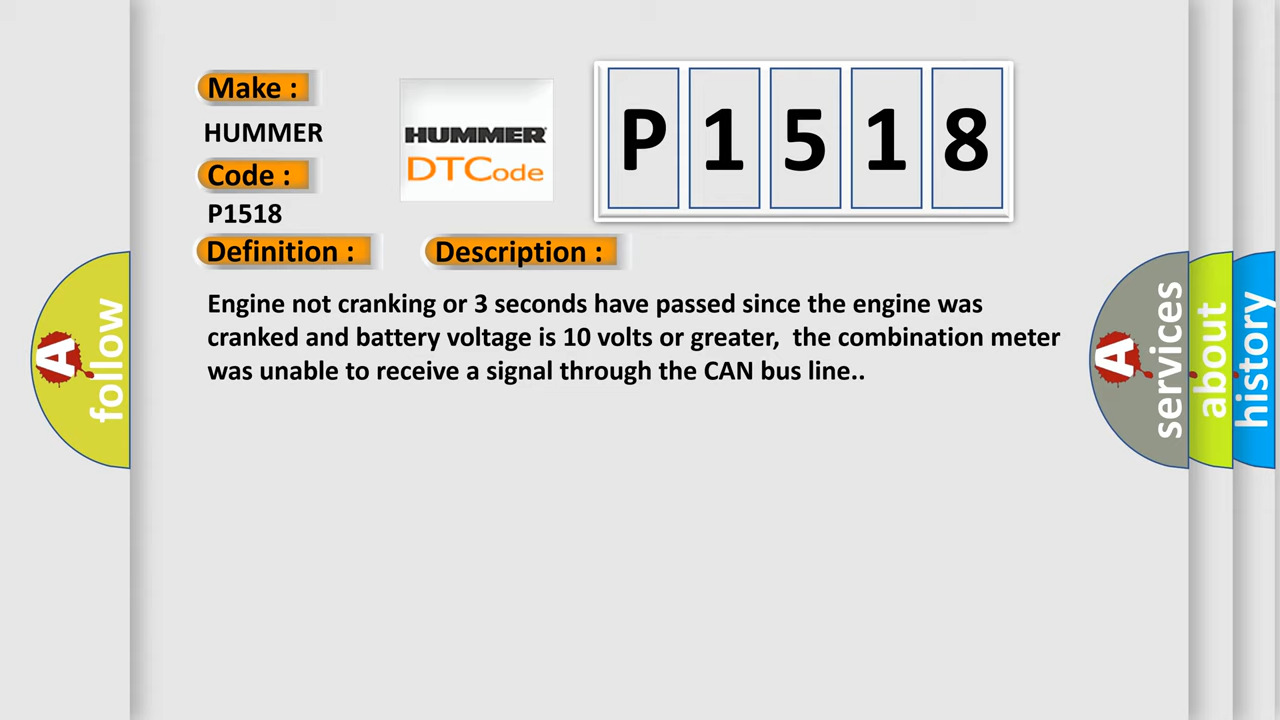 Make :
HUMMER
Code :
P1518
Definition :
Description :
HUMMER
DTCode
P 1 5 1 8
Engine not cranking or 3 seconds have passed since the engine was
cranked and battery voltage is 10 volts or greater,  the combination meter
was unable to receive a signal through the CAN bus line..
A
follow
A
services
about
history